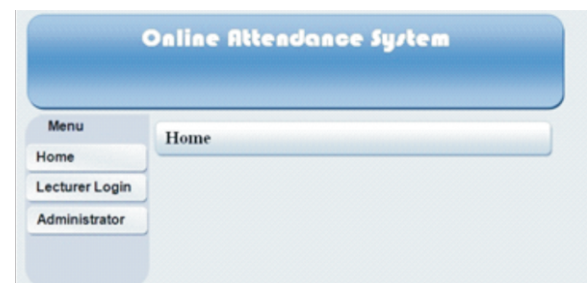 Online Attendance System
Menu
Home
Home
Lecturer Login
Administrator